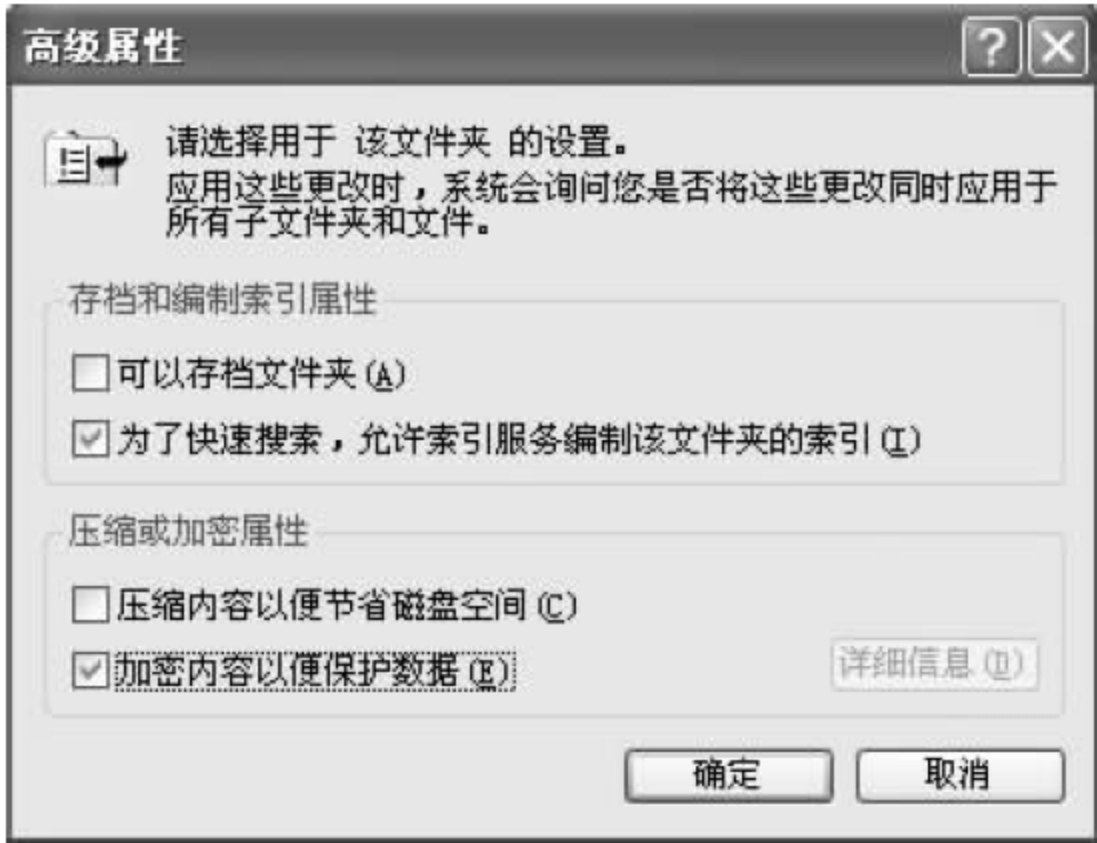 高级属性
请选择用于 该文件夹 的设置。
应用这些更改时，系统会询问您是否将这些更改同时应用于
所有子文件夹和文件。
存档和编制索引属性
可以存档文件夹(A)
为了快速搜索，允许索引服务编制该文件夹的索引(I)
压缩或加密属性
压缩内容以便节省磁盘空间(C)
加密内容以便保护数据(E)
详细信息(D)
确定
取消